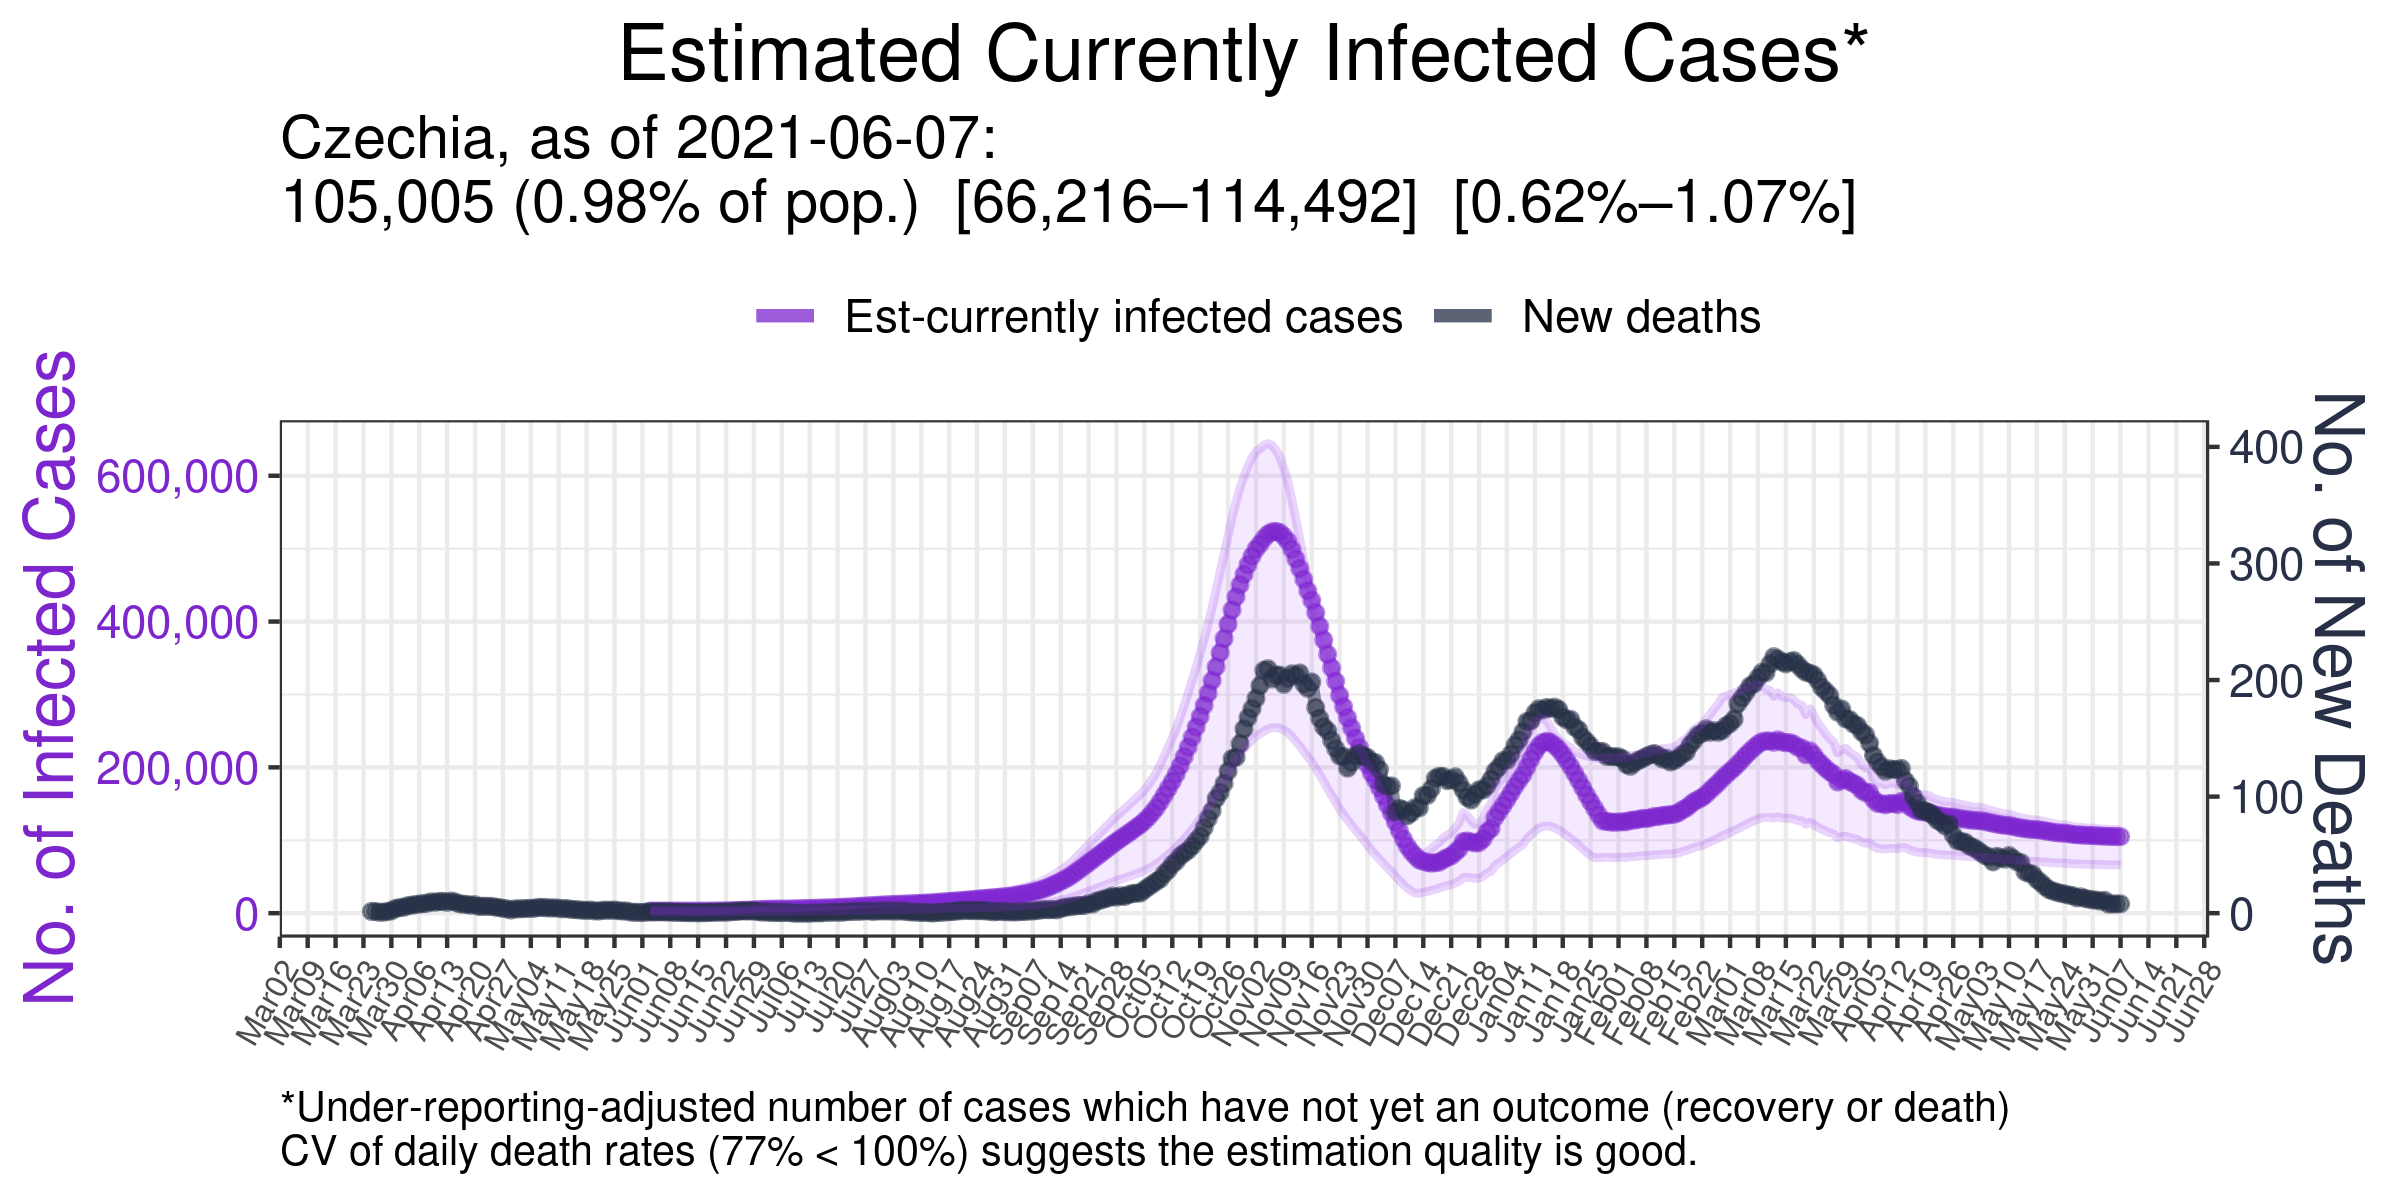 Estimated Currently Infected Cases*
Czechia, as of 2021-06-07:
105,005 (0.98% of pop.) [66,216–114,492] [0.62%–1.07%]
Est-currently infected cases New deaths
No. of Infected Cases
600,000
400,000
200,000
0
400
300
200
100
0
No. of New Deaths
Mar02 Mar09 Mar16 Mar23 Mar30 Apr06 Apr13 Apr20 Apr27 May04 May11 May18 May25 Jun01 Jun08 Jun15 Jun22 Jun29 Jul06 Jul13 Jul20 Jul27 Aug03 Aug10 Aug17 Aug24 Aug31 Sep07 Sep14 Sep21 Sep28 Oct05 Oct12 Oct19 Oct26 Nov02 Nov09 Nov16 Nov23 Nov30 Dec07 Dec14 Dec21 Dec28 Jan04 Jan11 Jan18 Jan25 Feb01 Feb08 Feb15 Feb22 Mar01 Mar08 Mar15 Mar22 Mar29 Apr05 Apr12 Apr19 Apr26 May03 May10 May17 May24 May31 Jun07 Jun14 Jun21 Jun28
*Under-reporting-adjusted number of cases which have not yet an outcome (recovery or death)
CV of daily death rates (77% < 100%) suggests the estimation quality is good.